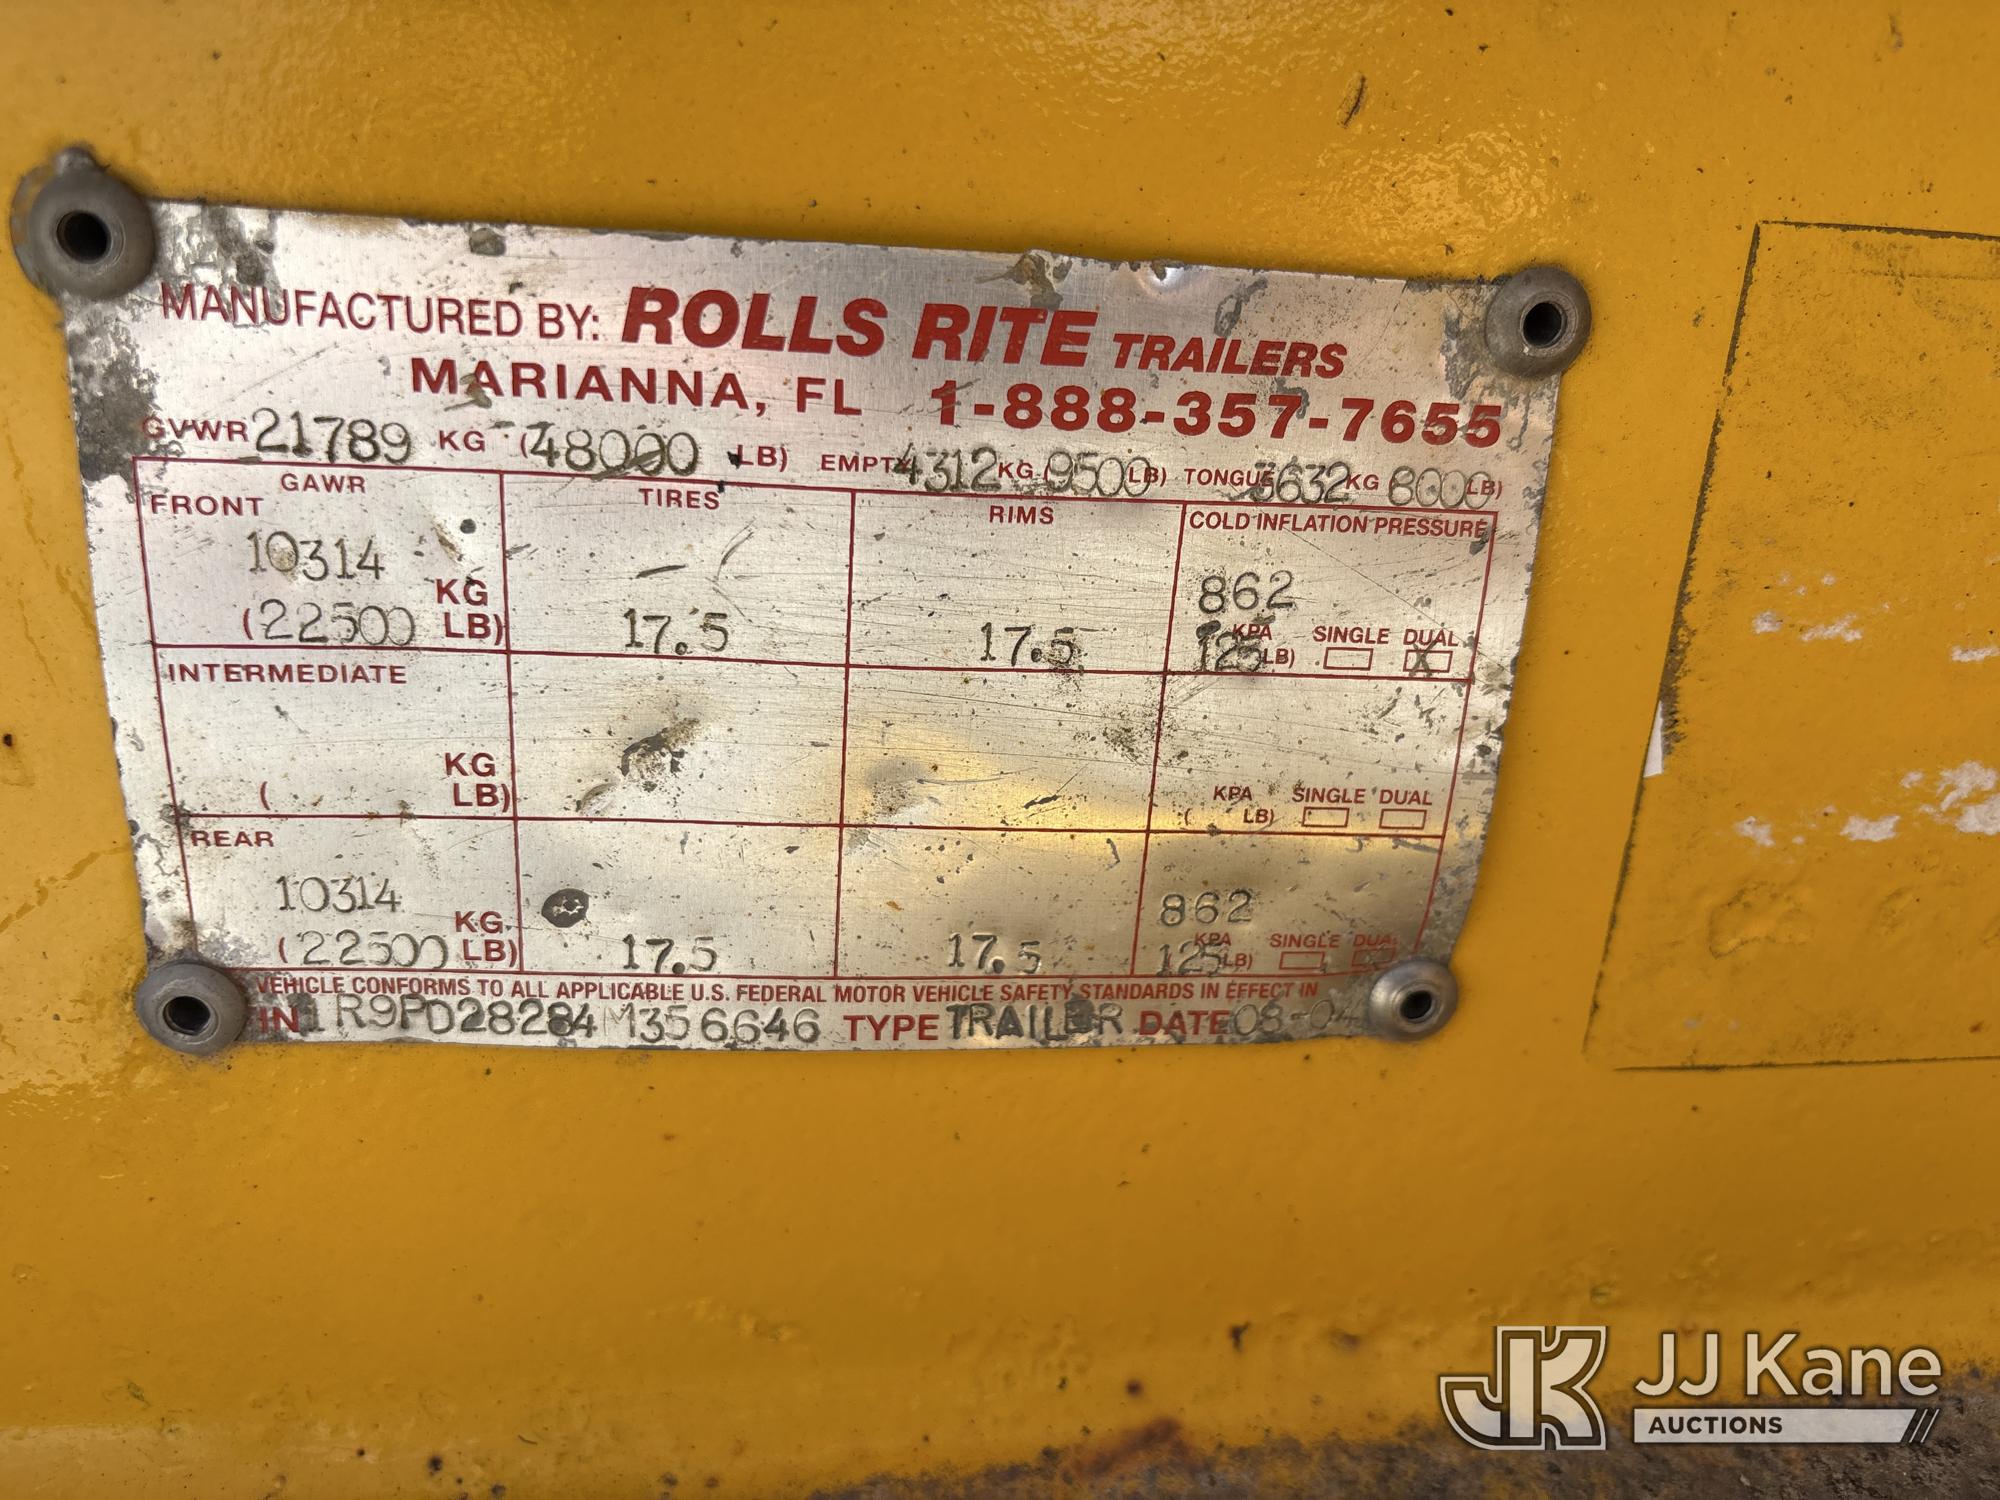 MANUFACTURED BY: ROLLS RITE TRAILERS
MARIANNA, FL 1-888-357-7655
GVWR 21789 KG (48000 LB) EMPTY 4312 KG (9500 LB) TONGUE 3632 KG 8000 LB)
GAWR TIRES RIMS COLD INFLATION PRESSURE
FRONT
10314 KG 862 KPA
(22500 LB) 17.5 17.5 125 LB) SINGLE DUAL X
INTERMEDIATE
KG KPA SINGLE DUAL
( LB) ( LB)
REAR
10314 KG 862 KPA
(22500 LB) 17.5 17.5 125 LB) SINGLE DUAL
VEHICLE CONFORMS TO ALL APPLICABLE U.S. FEDERAL MOTOR VEHICLE SAFETY STANDARDS IN EFFECT IN
IN 1R9PD28284M356646 TYPE TRAILER DATE 08-04
JK JJ Kane
AUCTIONS